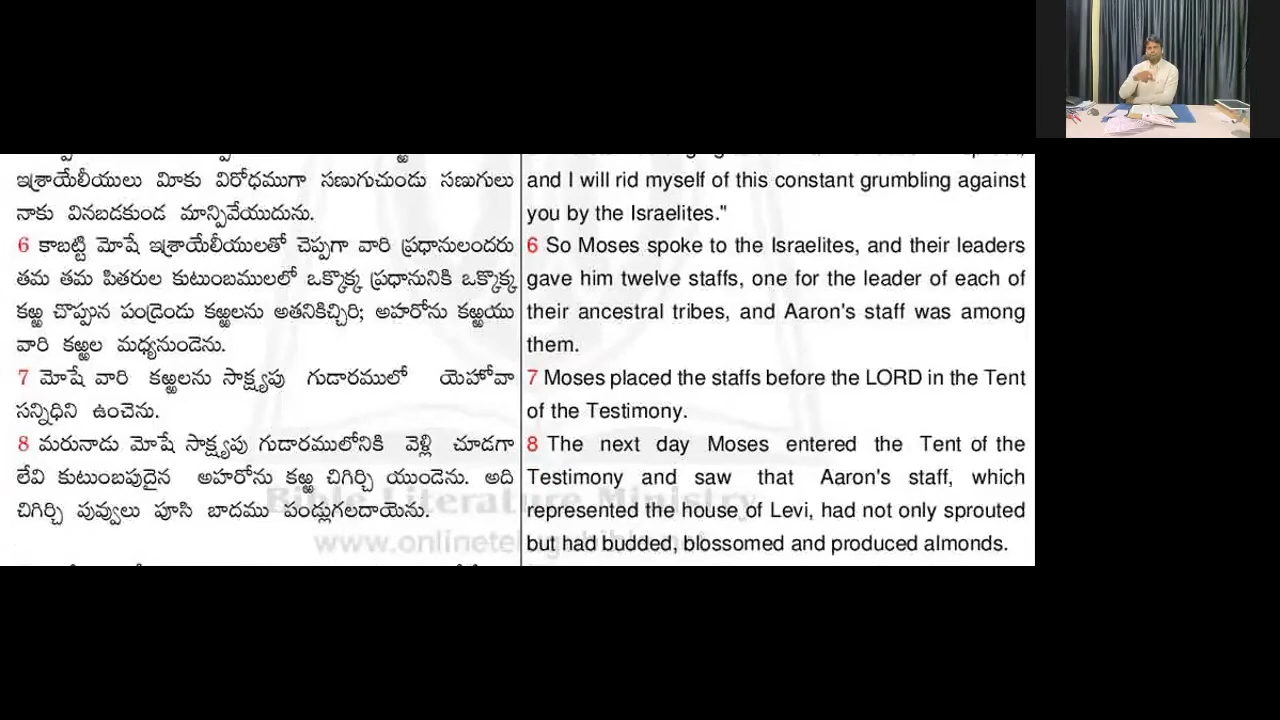 ఇశ్రాయేలీయులు మీకు విరోధముగా సణుగుచుండు సణుగులు
నాకు వినబడకుండ మాన్పివేయుదును.
6 కాబట్టి మోషే ఇశ్రాయేలీయులతో చెప్పగా వారి ప్రధానులందరు
తమ తమ పితరుల కుటుంబములలో ఒక్కొక్క ప్రధానునికి ఒక్కొక్క
కఱ్ఱ చొప్పున పండ్రెండు కఱ్ఱలను అతనికిచ్చిరి; అహరోను కఱ్ఱయు
వారి కఱ్ఱల మధ్యనుండెను.
7 మోషే వారి కఱ్ఱలను సాక్ష్యపు గుడారములో యెహోవా
సన్నిధిని ఉంచెను.
8 మరునాడు మోషే సాక్ష్యపు గుడారములోనికి వెళ్లి చూడగా
లేవి కుటుంబపుదైన అహరోను కఱ్ఱ చిగిర్చి యుండెను. అది
చిగిర్చి పువ్వులు పూసి బాదము పండ్లుగలదాయెను.
and I will rid myself of this constant grumbling against
you by the Israelites."
6 So Moses spoke to the Israelites, and their leaders
gave him twelve staffs, one for the leader of each of
their ancestral tribes, and Aaron's staff was among
them.
7 Moses placed the staffs before the LORD in the Tent
of the Testimony.
8 The next day Moses entered the Tent of the
Testimony and saw that Aaron's staff, which
represented the house of Levi, had not only sprouted
but had budded, blossomed and produced almonds.
Bible Literature Ministry